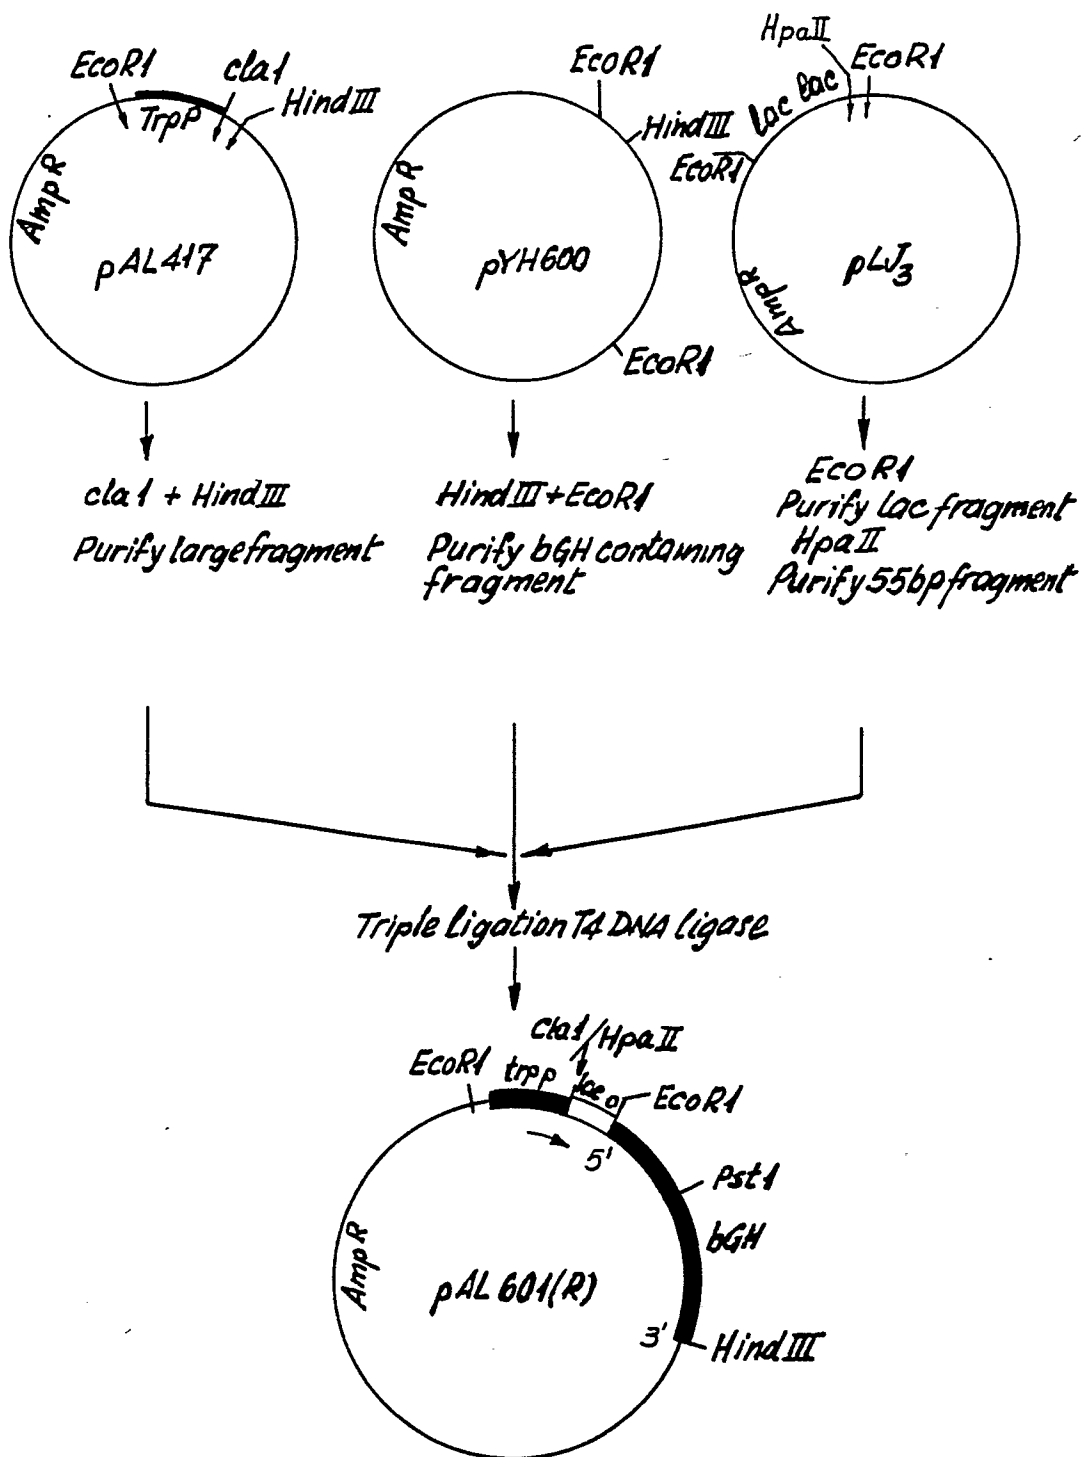 EcoR1
cla1
HindIII
TrpP
AmpR
pAL417
EcoR1
HindIII
AmpR
pYH600
EcoR1
HpaII
EcoR1
lac lac
EcoR1
AmpR
pLJ3
cla1 + HindIII
Purify large fragment
HindIII+EcoR1
Purify bGH containing
fragment
EcoR1
Purify lac fragment
HpaII
Purify 55bp fragment
Triple ligation T4 DNA ligase
Cla1/HpaII
EcoR1
trpp
lac o
EcoR1
5'
Pst1
bGH
AmpR
pAL601(R)
3'
HindIII